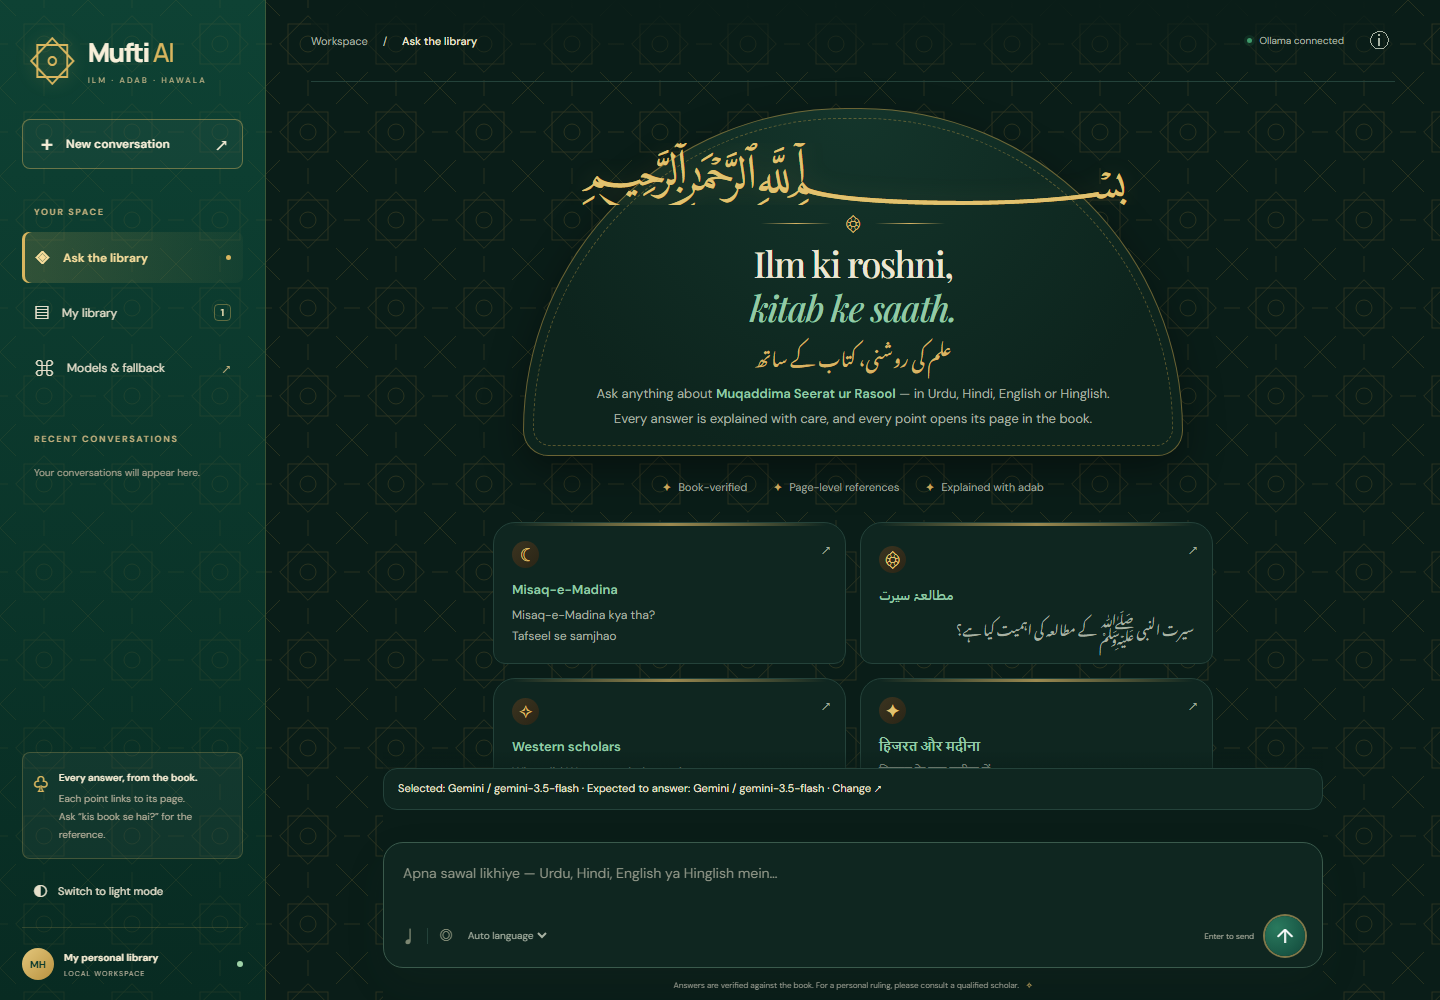 Mufti AI
ILM · ADAB · HAWALA
+ New conversation ↗
YOUR SPACE
Ask the library
My library 1
Models & fallback ↗
RECENT CONVERSATIONS
Your conversations will appear here.
Every answer, from the book.
Each point links to its page.
Ask “kis book se hai?” for the
reference.
Switch to light mode
MH My personal library
LOCAL WORKSPACE
Workspace / Ask the library
Ollama connected
بسم الله الرحمن الرحيم
Ilm ki roshni,
kitab ke saath.
علم کی روشنی، کتاب کے ساتھ
Ask anything about Muqaddima Seerat ur Rasool — in Urdu, Hindi, English or Hinglish.
Every answer is explained with care, and every point opens its page in the book.
Book-verified
Page-level references
Explained with adab
Misaq-e-Madina
Misaq-e-Madina kya tha?
Tafseel se samjhao
مطالعۂ سیرت
سیرت النبی ﷺ کے مطالعہ کی اہمیت کیا ہے؟
Western scholars
हिजरत और मदीना
Selected: Gemini / gemini-3.5-flash · Expected to answer: Gemini / gemini-3.5-flash · Change ↗
Apna sawal likhiye — Urdu, Hindi, English ya Hinglish mein...
Auto language
Enter to send
Answers are verified against the book. For a personal ruling, please consult a qualified scholar.